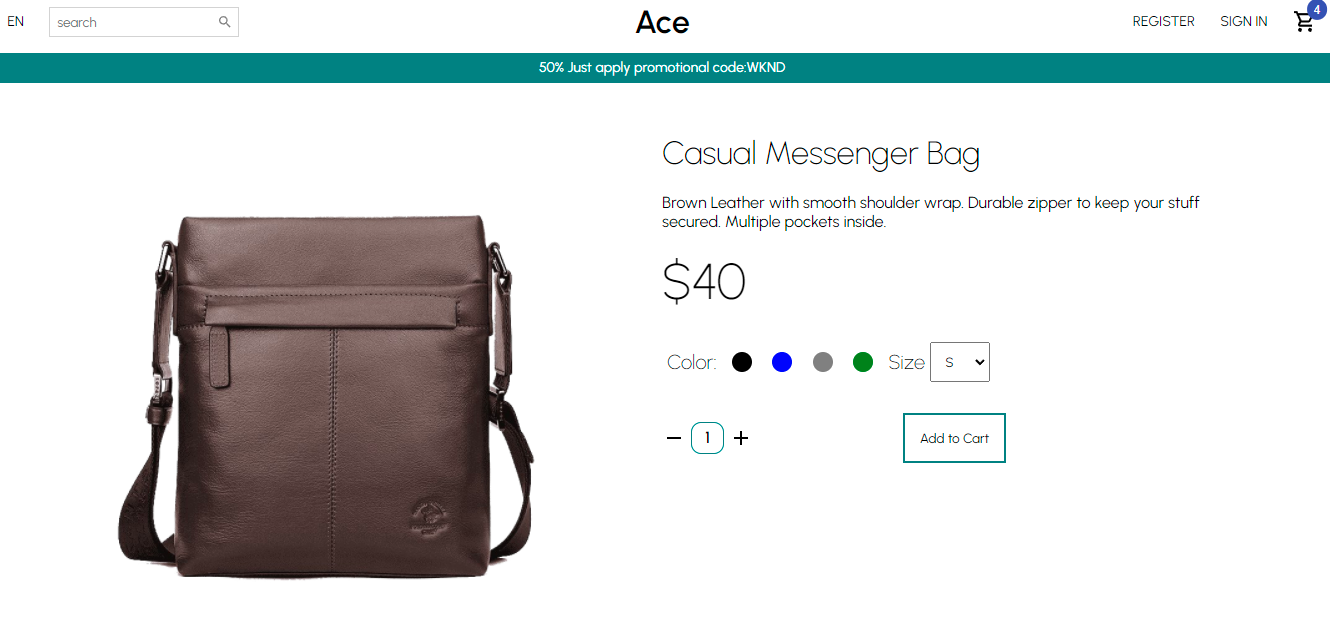 EN
search
Ace
REGISTER
SIGN IN
4
50% Just apply promotional code:WKND
Casual Messenger Bag
Brown Leather with smooth shoulder wrap. Durable zipper to keep your stuff
secured. Multiple pockets inside.
$40
Color:
Size
S
1
Add to Cart